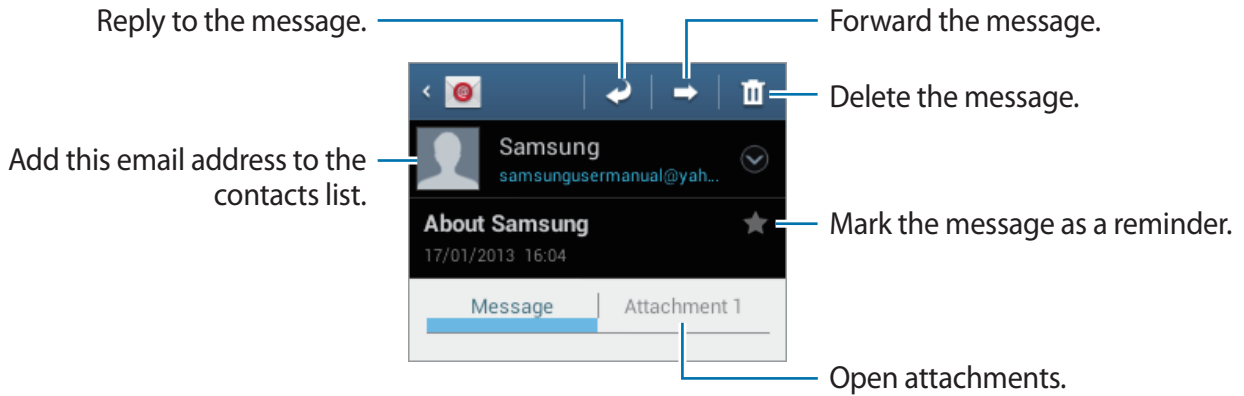 Reply to the message.
Forward the message.
Delete the message.
Add this email address to the
contacts list.
Samsung
samsungusermanual@yah...
About Samsung
17/01/2013 16:04
Mark the message as a reminder.
Message
Attachment 1
Open attachments.